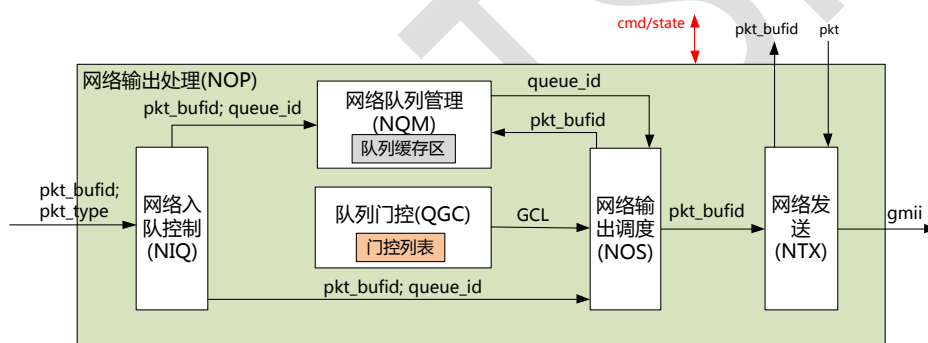 cmd/state
pkt_bufid
pkt
网络输出处理(NOP)
pkt_bufid; queue_id
网络队列管理
(NQM)
队列缓存区
queue_id
pkt_bufid
pkt_bufid;
pkt_type
网络入
队控制
(NIQ)
队列门控(QGC)
门控列表
GCL
网络输
出调度
(NOS)
pkt_bufid
网络发
送
(NTX)
gmii
pkt_bufid; queue_id